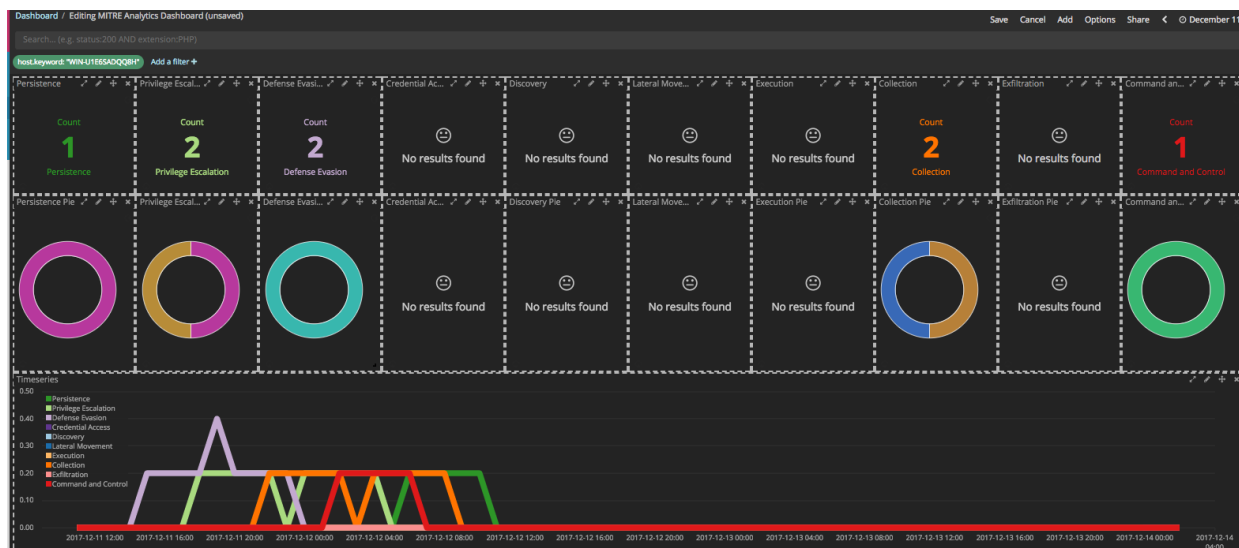 Dashboard / Editing MITRE Analytics Dashboard (unsaved)
Save Cancel Add Options Share December 11
Search... (e.g. status:200 AND extension:PHP)
host.keyword: "WIN-U1E6SADQQ8H" Add a filter +
Persistence Privilege Escal... Defense Evasi... Credential Ac... Discovery Lateral Move... Execution Collection Exfiltration Command an...
Count Count Count Count Count
1 2 2 No results found No results found No results found No results found 2 No results found 1
Persistence Privilege Escalation Defense Evasion Collection Command and Control
Persistence Pie Privilege Escal... Defense Evasi... Credential Ac... Discovery Pie Lateral Move... Execution Pie Collection Pie Exfiltration Pie Command an...
No results found No results found No results found No results found No results found
Timeseries
0.50
0.40
0.30
0.20
0.10
0.00
Persistence
Privilege Escalation
Defense Evasion
Credential Access
Discovery
Lateral Movement
Execution
Collection
Exfiltration
Command and Control
2017-12-11 12:00 2017-12-11 16:00 2017-12-11 20:00 2017-12-12 00:00 2017-12-12 04:00 2017-12-12 08:00 2017-12-12 12:00 2017-12-12 16:00 2017-12-12 20:00 2017-12-13 00:00 2017-12-13 04:00 2017-12-13 08:00 2017-12-13 12:00 2017-12-13 16:00 2017-12-13 20:00 2017-12-14 00:00 2017-12-14
04:00